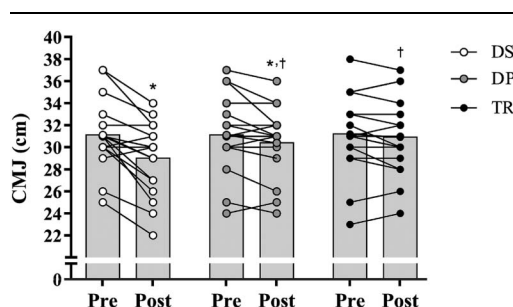 40
38
36
34
32
30
28
26
24
22
0
CMJ (cm)
*
*,†
†
DS
DP
TR
Pre Post Pre Post Pre Post